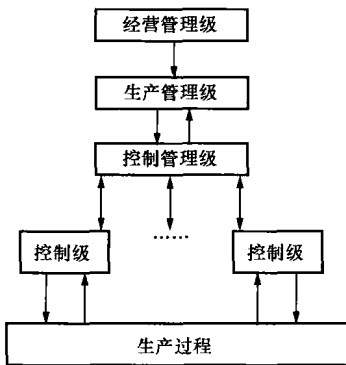 经营管理级
生产管理级
控制管理级
……
控制级
控制级
生产过程